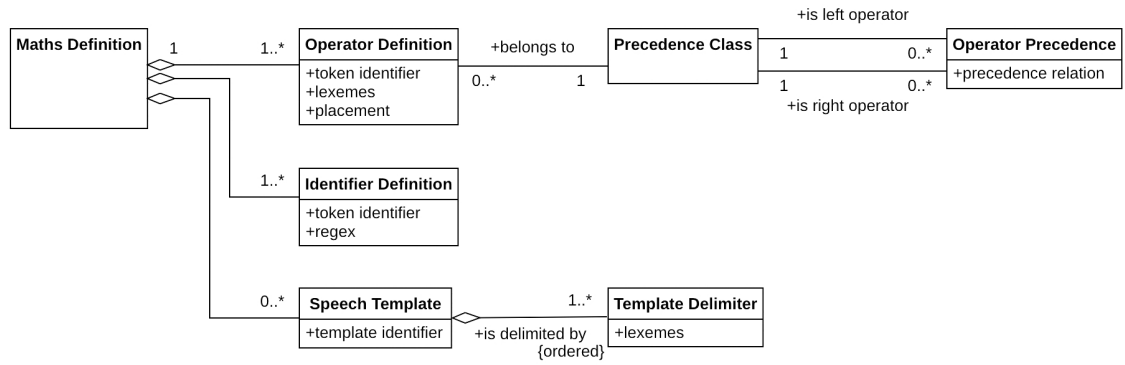 +is left operator
Maths Definition
1
1..*
Operator Definition
+token identifier
+lexemes
+placement
+belongs to
0..*
1
Precedence Class
1
0..*
1
0..*
+is right operator
Operator Precedence
+precedence relation
1..*
Identifier Definition
+token identifier
+regex
0..*
Speech Template
+template identifier
1..*
+is delimited by
{ordered}
Template Delimiter
+lexemes